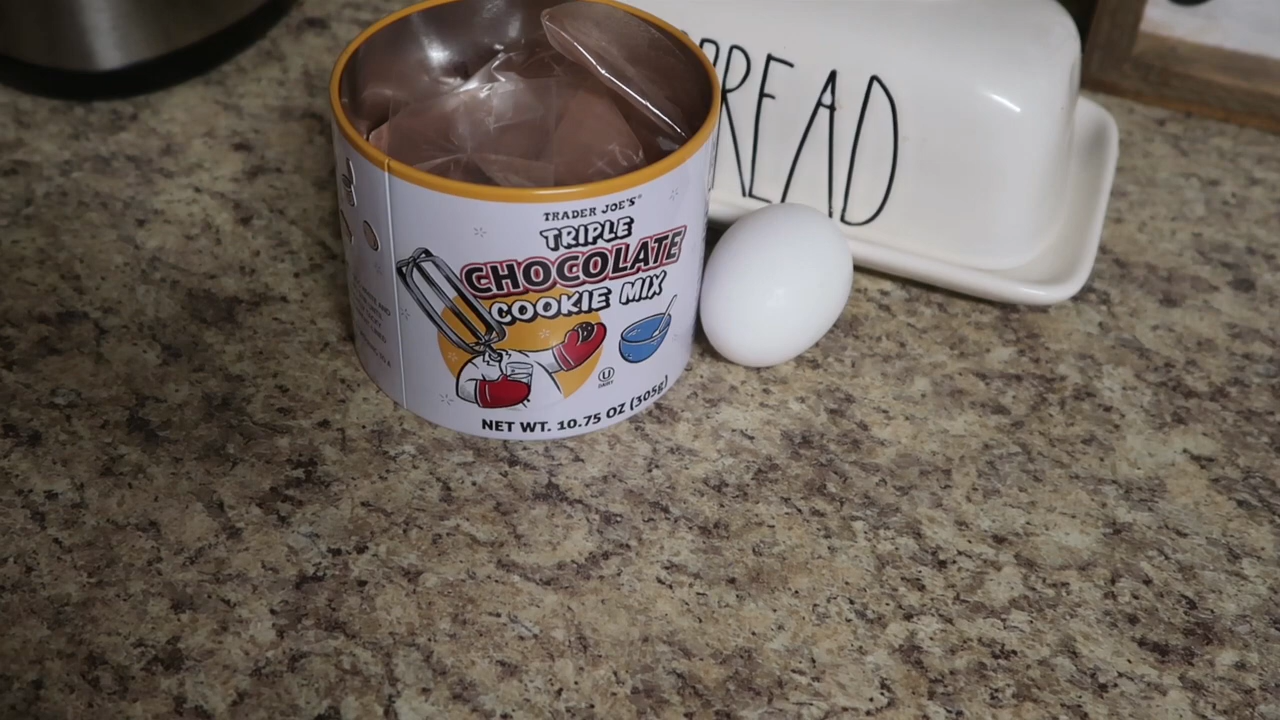 TRADER JOE'S®
TRIPLE
CHOCOLATE
COOKIE MIX
U
DAIRY
NET WT. 10.75 OZ (305g)
READ